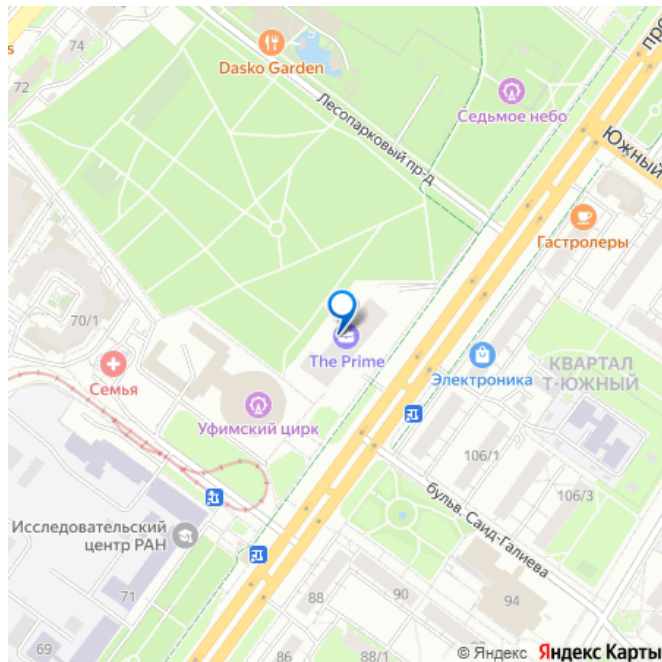 74
s
72
Dasko Garden
Лесопарковый пр-д
Седьмое небо
про
Южный
Гастролеры
The Prime
Электроника
КВАРТАЛ
Т-ЮЖНЫЙ
70/1
Семья
Уфимский цирк
106/1
106/3
бульв. Саид-Галиева
Исследовательский
центр РАН
71
69
88
90
94
86
88/1
© Яндекс Яндекс Карты